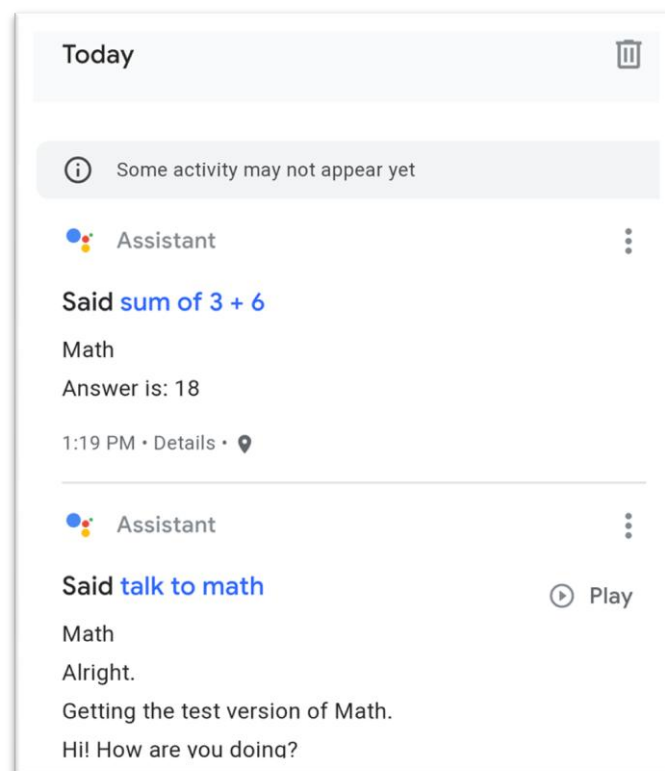 Today
Some activity may not appear yet
Assistant
Said sum of 3 + 6
Math
Answer is: 18
1:19 PM • Details •
Assistant
Said talk to math
Play
Math
Alright.
Getting the test version of Math.
Hi! How are you doing?